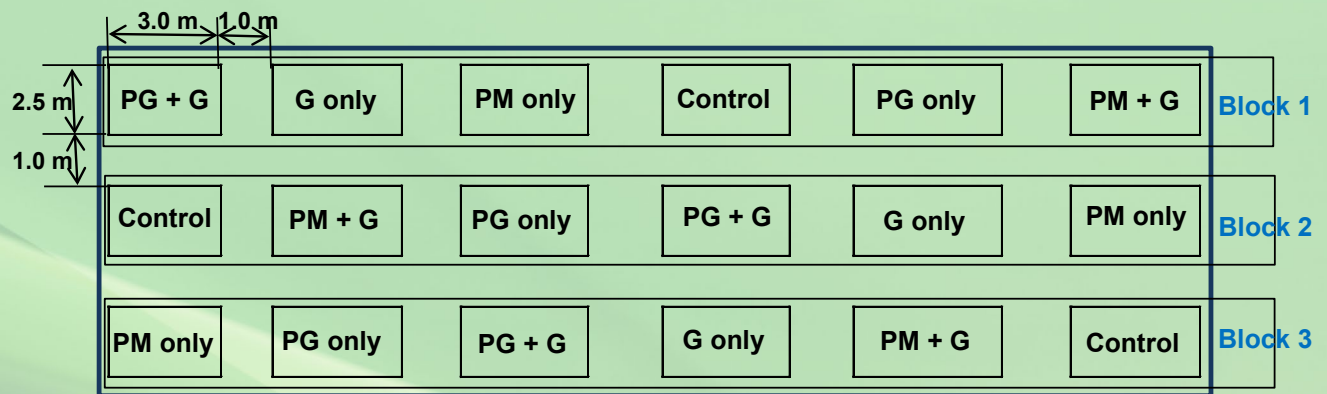 3.0 m 1.0 m
2.5 m
PG + G G only PM only Control PG only PM + G Block 1
1.0 m
Control PM + G PG only PG + G G only PM only Block 2
PM only PG only PG + G G only PM + G Control Block 3